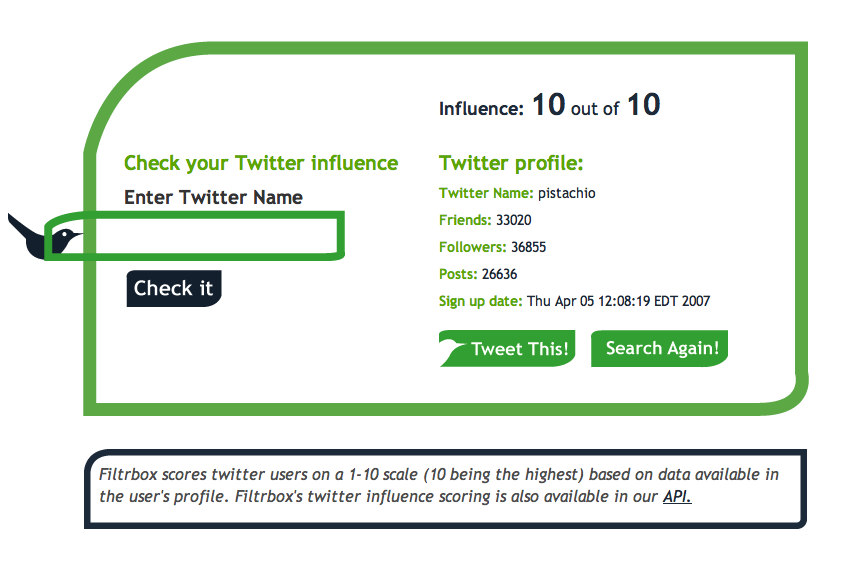 Influence: 10 out of 10
Check your Twitter influence
Enter Twitter Name
Check it
Twitter profile:
Twitter Name: pistachio
Friends: 33020
Followers: 36855
Posts: 26636
Sign up date: Thu Apr 05 12:08:19 EDT 2007
Tweet This!
Search Again!
Filtrbox scores twitter users on a 1-10 scale (10 being the highest) based on data available in
the user's profile. Filtrbox's twitter influence scoring is also available in our API.